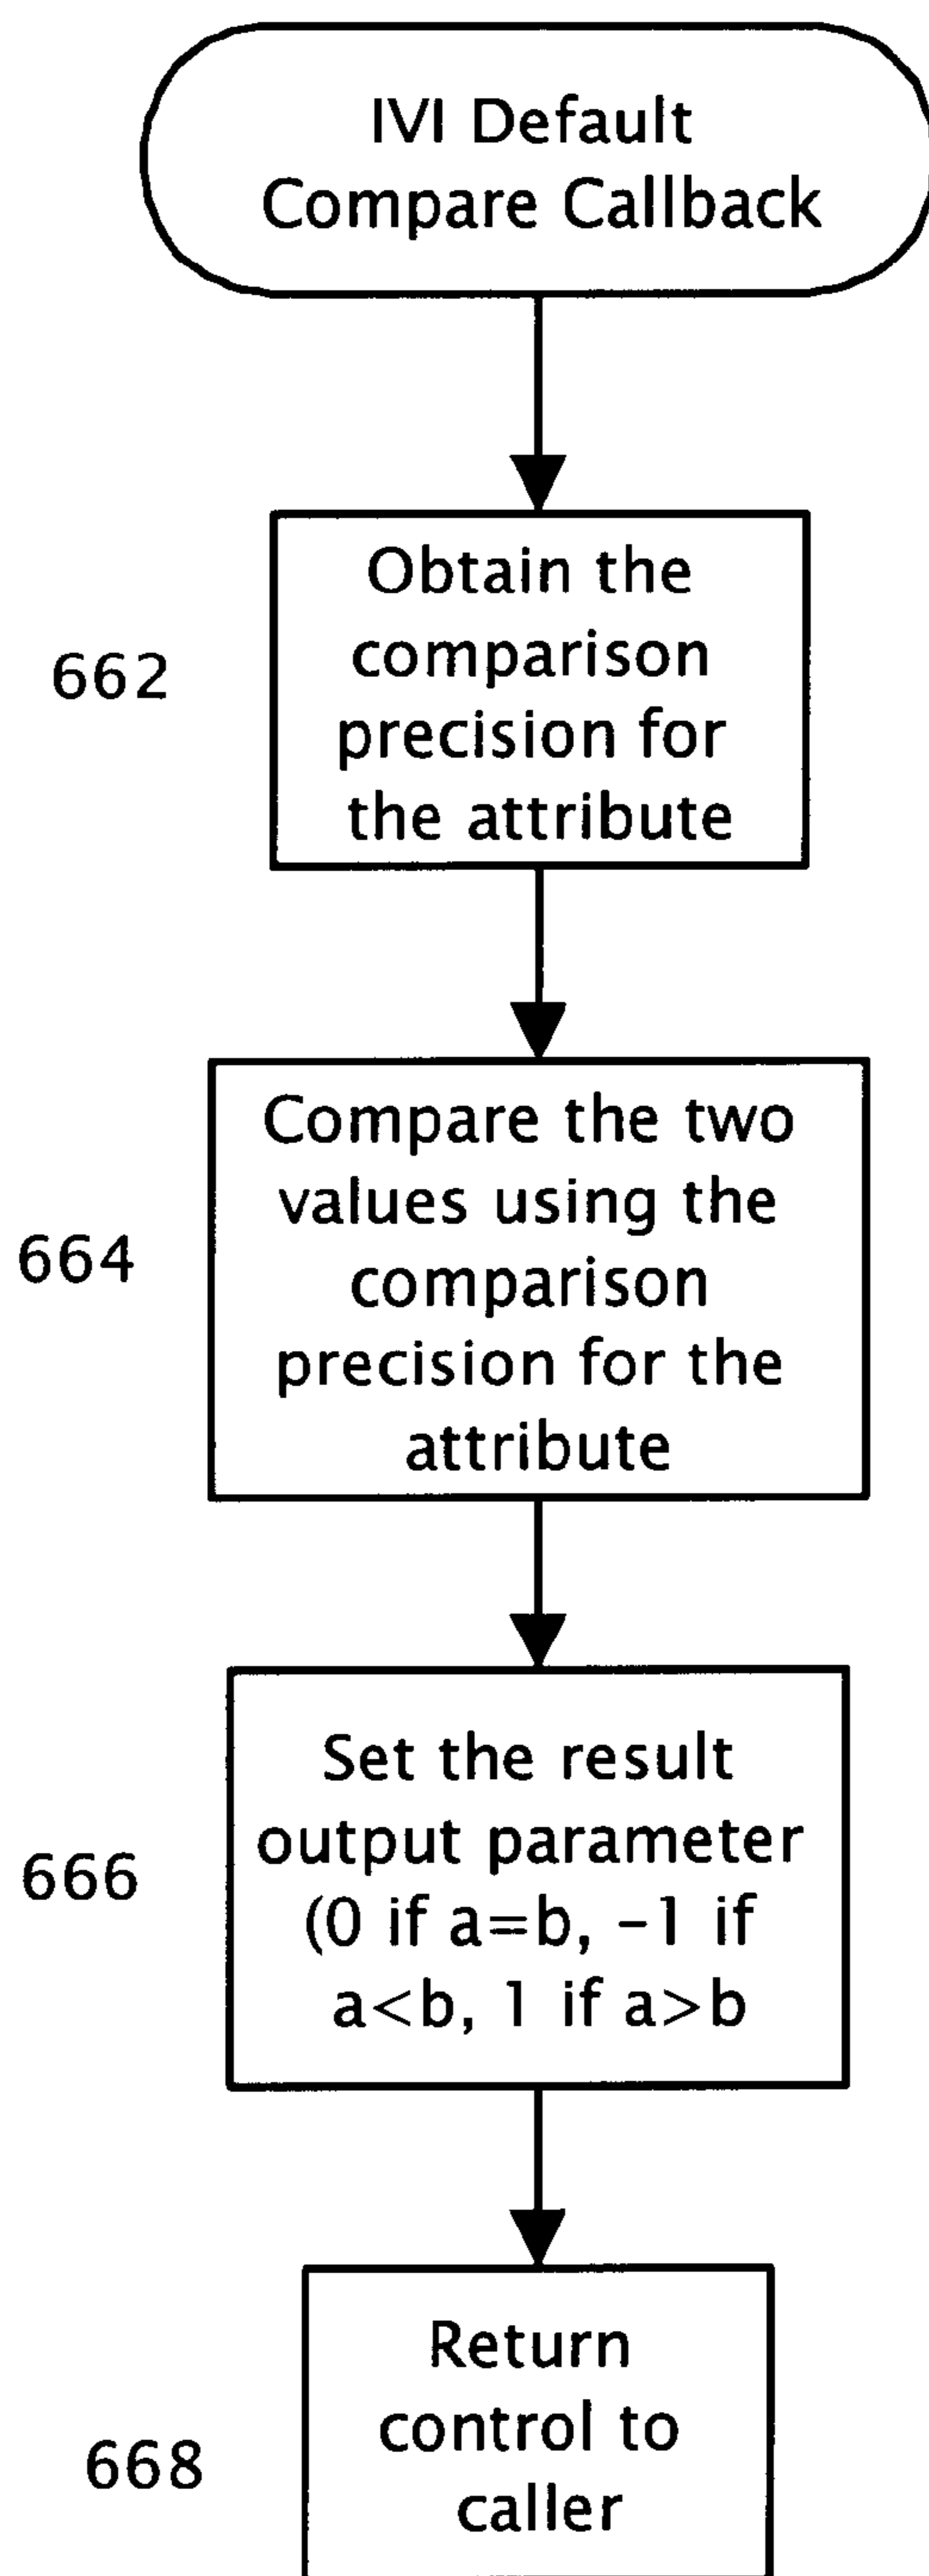 IVI Default
Compare Callback
662
Obtain the
comparison
precision for
the attribute
664
Compare the two
values using the
comparison
precision for the
attribute
666
Set the result
output parameter
(0 if a=b, -1 if
a<b, 1 if a>b
668
Return
control to
caller